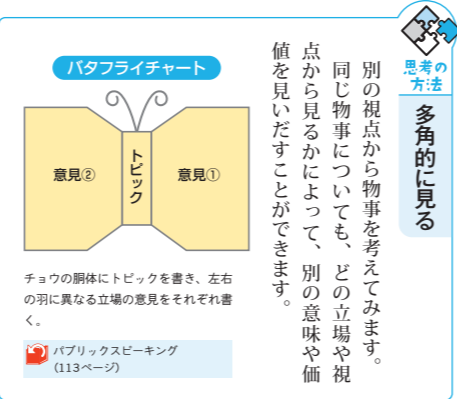 思考の
方法
多角的に見る
別の視点から物事を考えてみます。
同じ物事についても、どの立場や視
点から見るかによって、別の意味や価
値を見いだすことができます。
バタフライチャート
意見①
トピック
意見②
チョウの胴体にトピックを書き、左右
の羽に異なる立場の意見をそれぞれ書
く。
パブリックスピーキング
(113ページ)